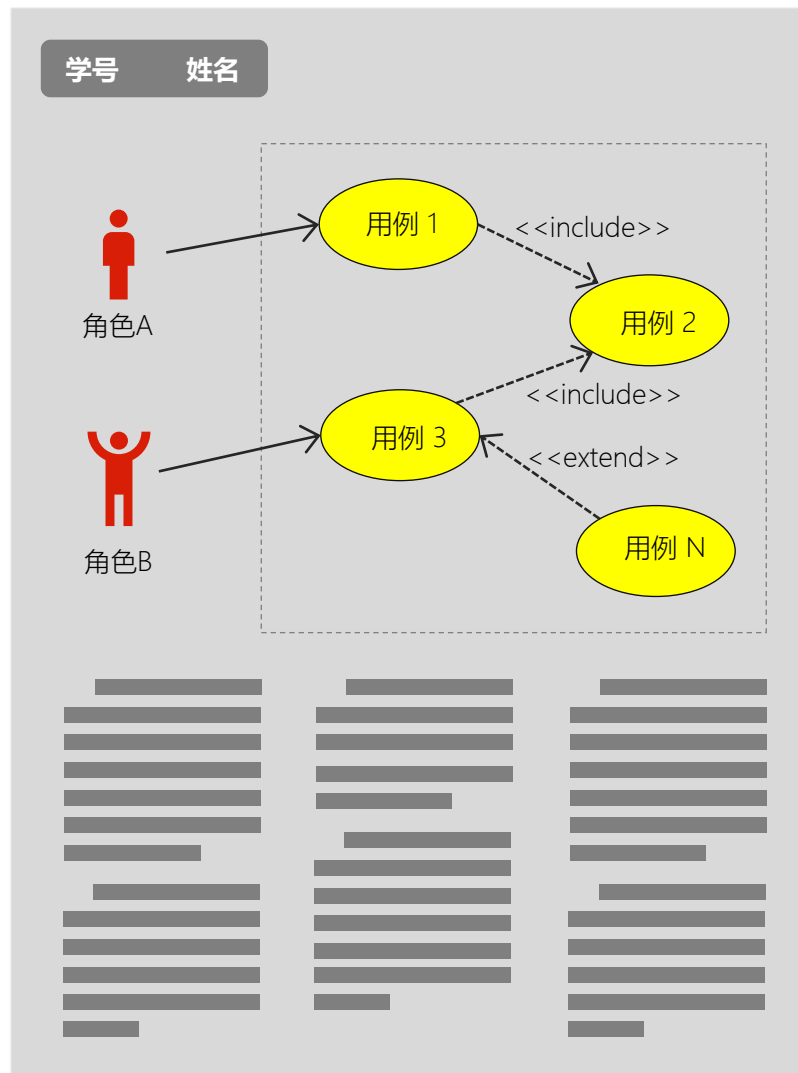 学号 姓名
用例 1
<<include>>
角色A
用例 2
<<include>>
用例 3
<<extend>>
用例 N
角色B